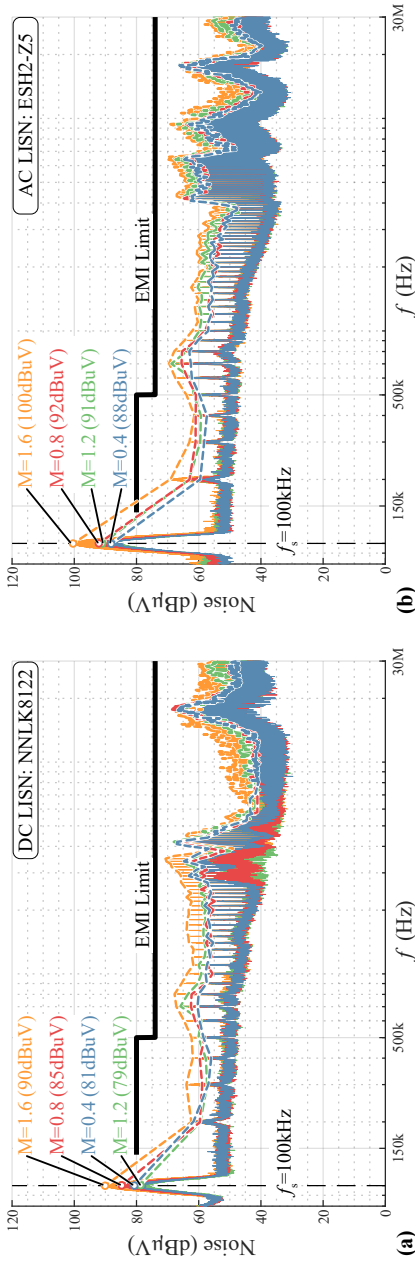 DC LISN: NNLK8122
M=1.6 (90dBuV)
M=0.8 (85dBuV)
M=0.4 (81dBuV)
M=1.2 (79dBuV)
EMI Limit
fs=100kHz
Noise (dBµV)
120
100
80
60
40
20
0
150k
500k
30M
f (Hz)
(a)
AC LISN: ESH2-Z5
M=1.6 (100dBuV)
M=0.8 (92dBuV)
M=1.2 (91dBuV)
M=0.4 (88dBuV)
EMI Limit
fs=100kHz
Noise (dBµV)
120
100
80
60
40
20
0
150k
500k
30M
f (Hz)
(b)